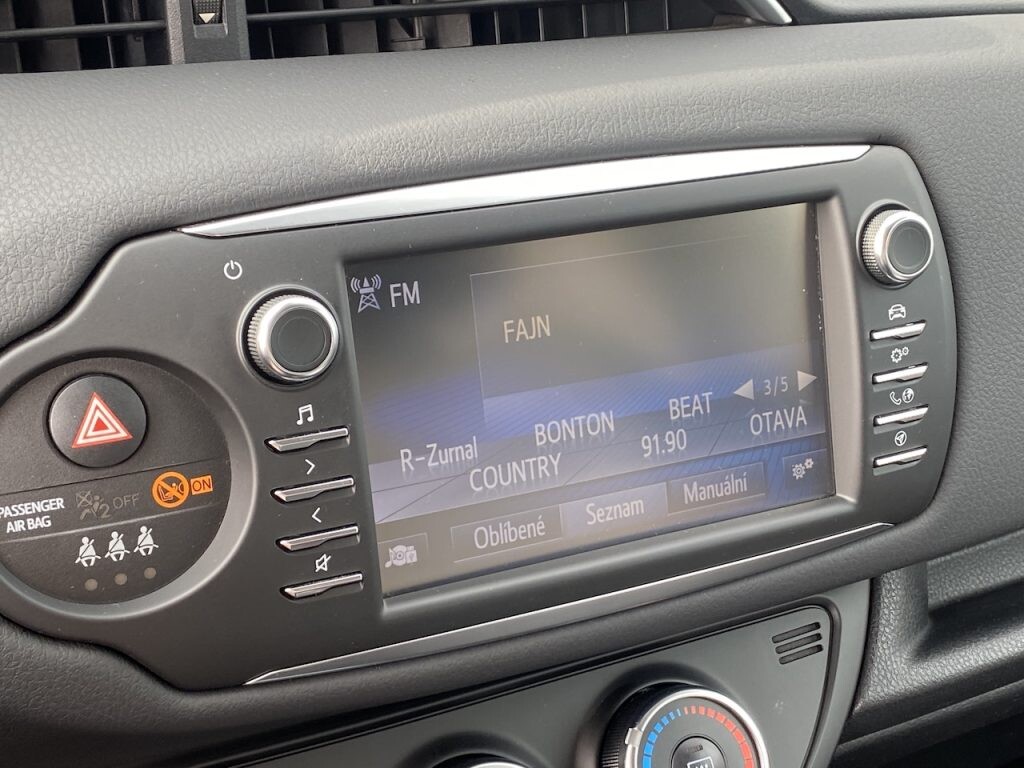 FM
FAJN
3/5
R-Zurnal BONTON BEAT
COUNTRY 91.90 OTAVA
Oblíbené Seznam Manuální
PASSENGER
AIR BAG
2 OFF
ON